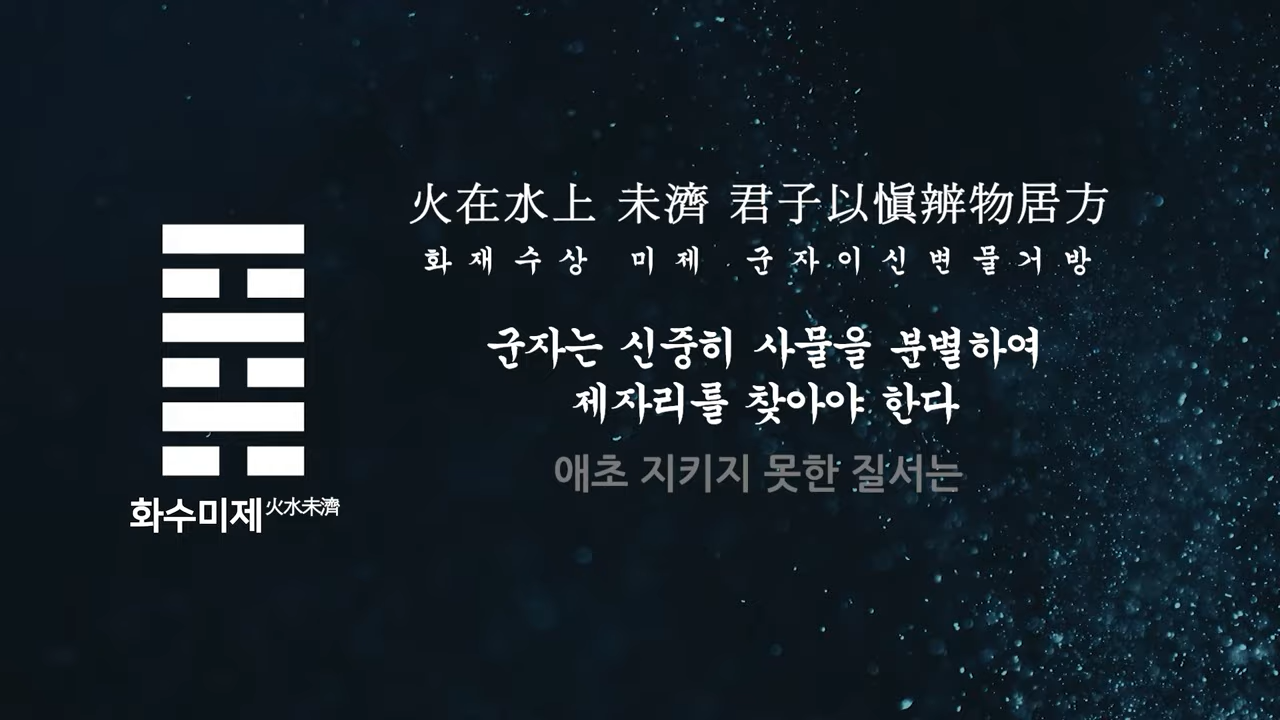 火在水上 未濟 君子以愼辨物居方
화재수상 미제 군자이신변물거방
군자는 신중히 사물을 분별하여
제자리를 찾아야 한다
애초 지키지 못한 질서는
화수미제火水未濟